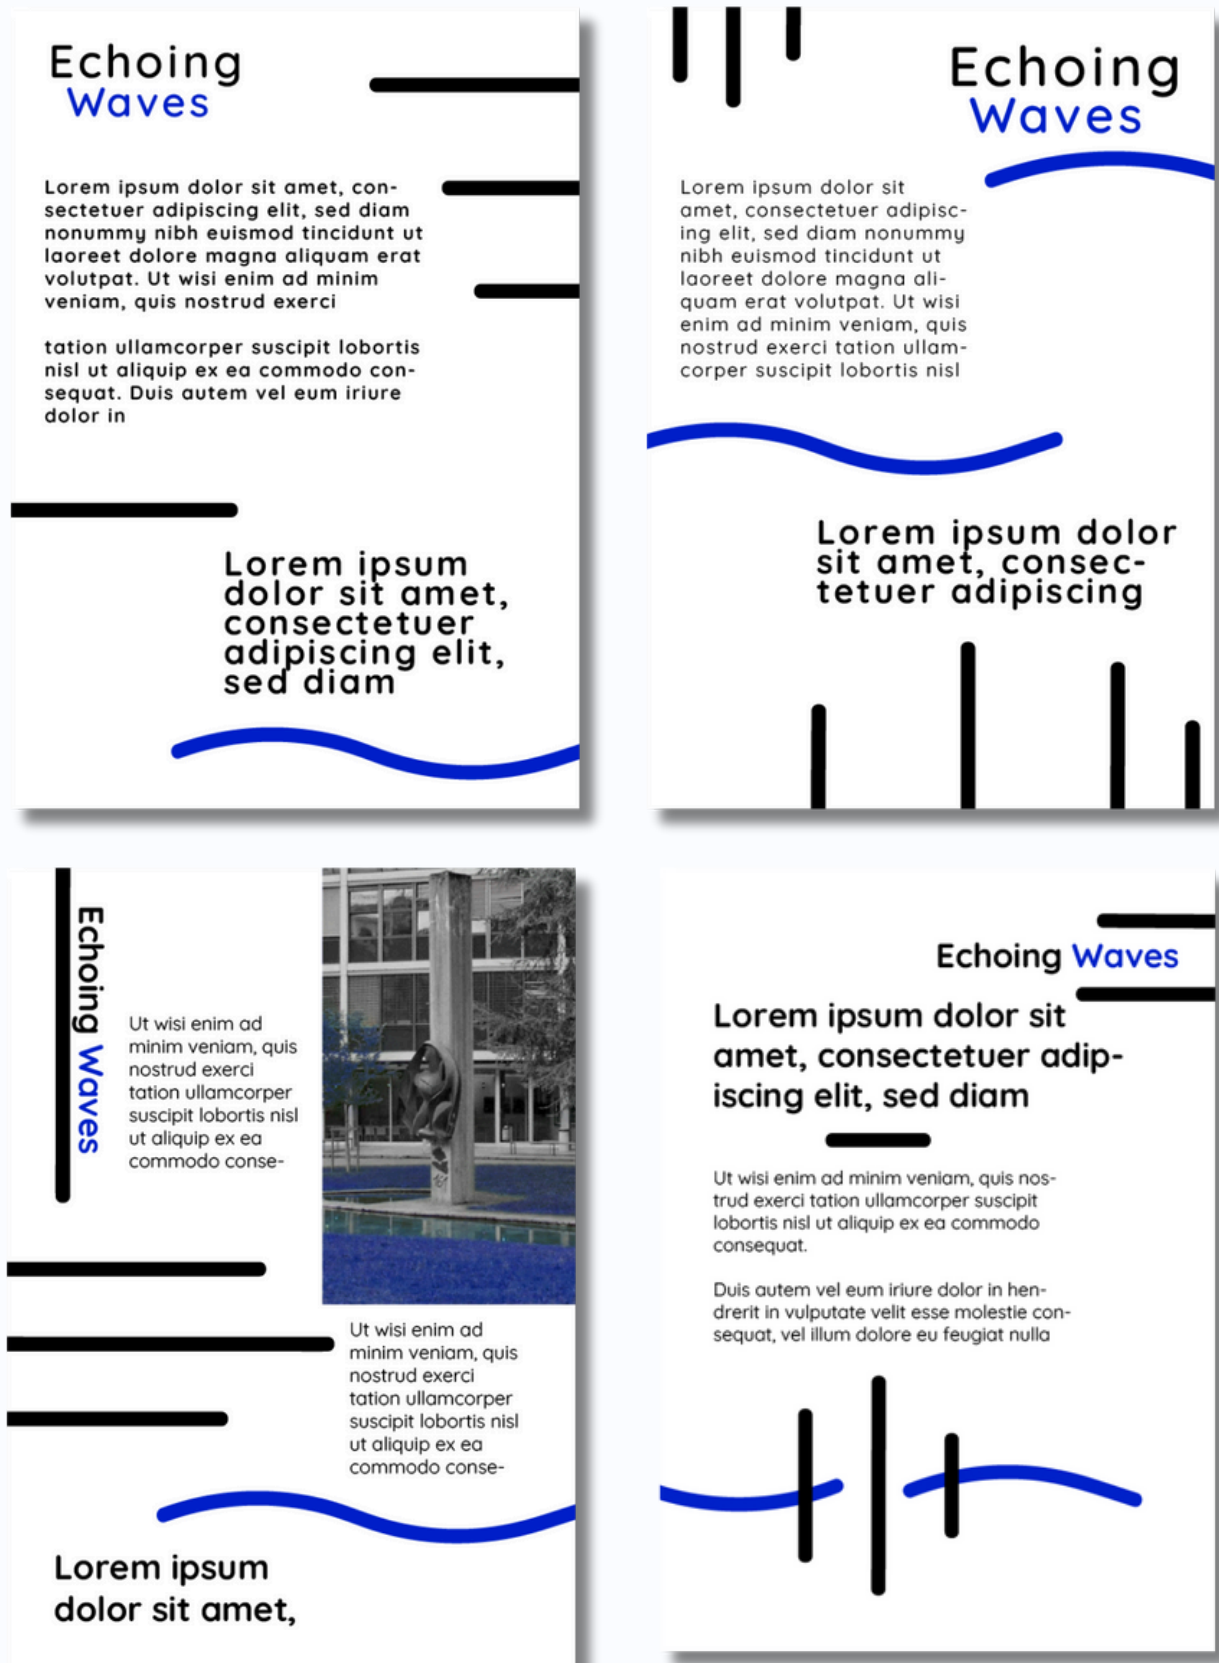 Echoing
Waves
Lorem ipsum dolor sit amet, con-
sectetuer adipiscing elit, sed diam
nonummy nibh euismod tincidunt ut
laoreet dolore magna aliquam erat
volutpat. Ut wisi enim ad minim
veniam, quis nostrud exerci
tation ullamcorper suscipit lobortis
nisl ut aliquip ex ea commodo con-
sequat. Duis autem vel eum iriure
dolor in
Lorem ipsum
dolor sit amet,
consectetuer
adipiscing elit,
sed diam
Echoing
Waves
Lorem ipsum dolor sit
amet, consectetuer adipisc-
ing elit, sed diam nonummy
nibh euismod tincidunt ut
laoreet dolore magna ali-
quam erat volutpat. Ut wisi
enim ad minim veniam, quis
nostrud exerci tation ullam-
corper suscipit lobortis nisl
Lorem ipsum dolor
sit amet, consec-
tetuer adipiscing
Echoing Waves
Ut wisi enim ad
minim veniam, quis
nostrud exerci
tation ullamcorper
suscipit lobortis nisl
ut aliquip ex ea
commodo conse-
Ut wisi enim ad
minim veniam, quis
nostrud exerci
tation ullamcorper
suscipit lobortis nisl
ut aliquip ex ea
commodo conse-
Lorem ipsum
dolor sit amet,
Echoing Waves
Lorem ipsum dolor sit
amet, consectetuer adip-
iscing elit, sed diam
Ut wisi enim ad minim veniam, quis nos-
trud exerci tation ullamcorper suscipit
lobortis nisl ut aliquip ex ea commodo
consequat.
Duis autem vel eum iriure dolor in hen-
drerit in vulputate velit esse molestie con-
sequat, vel illum dolore eu feugiat nulla